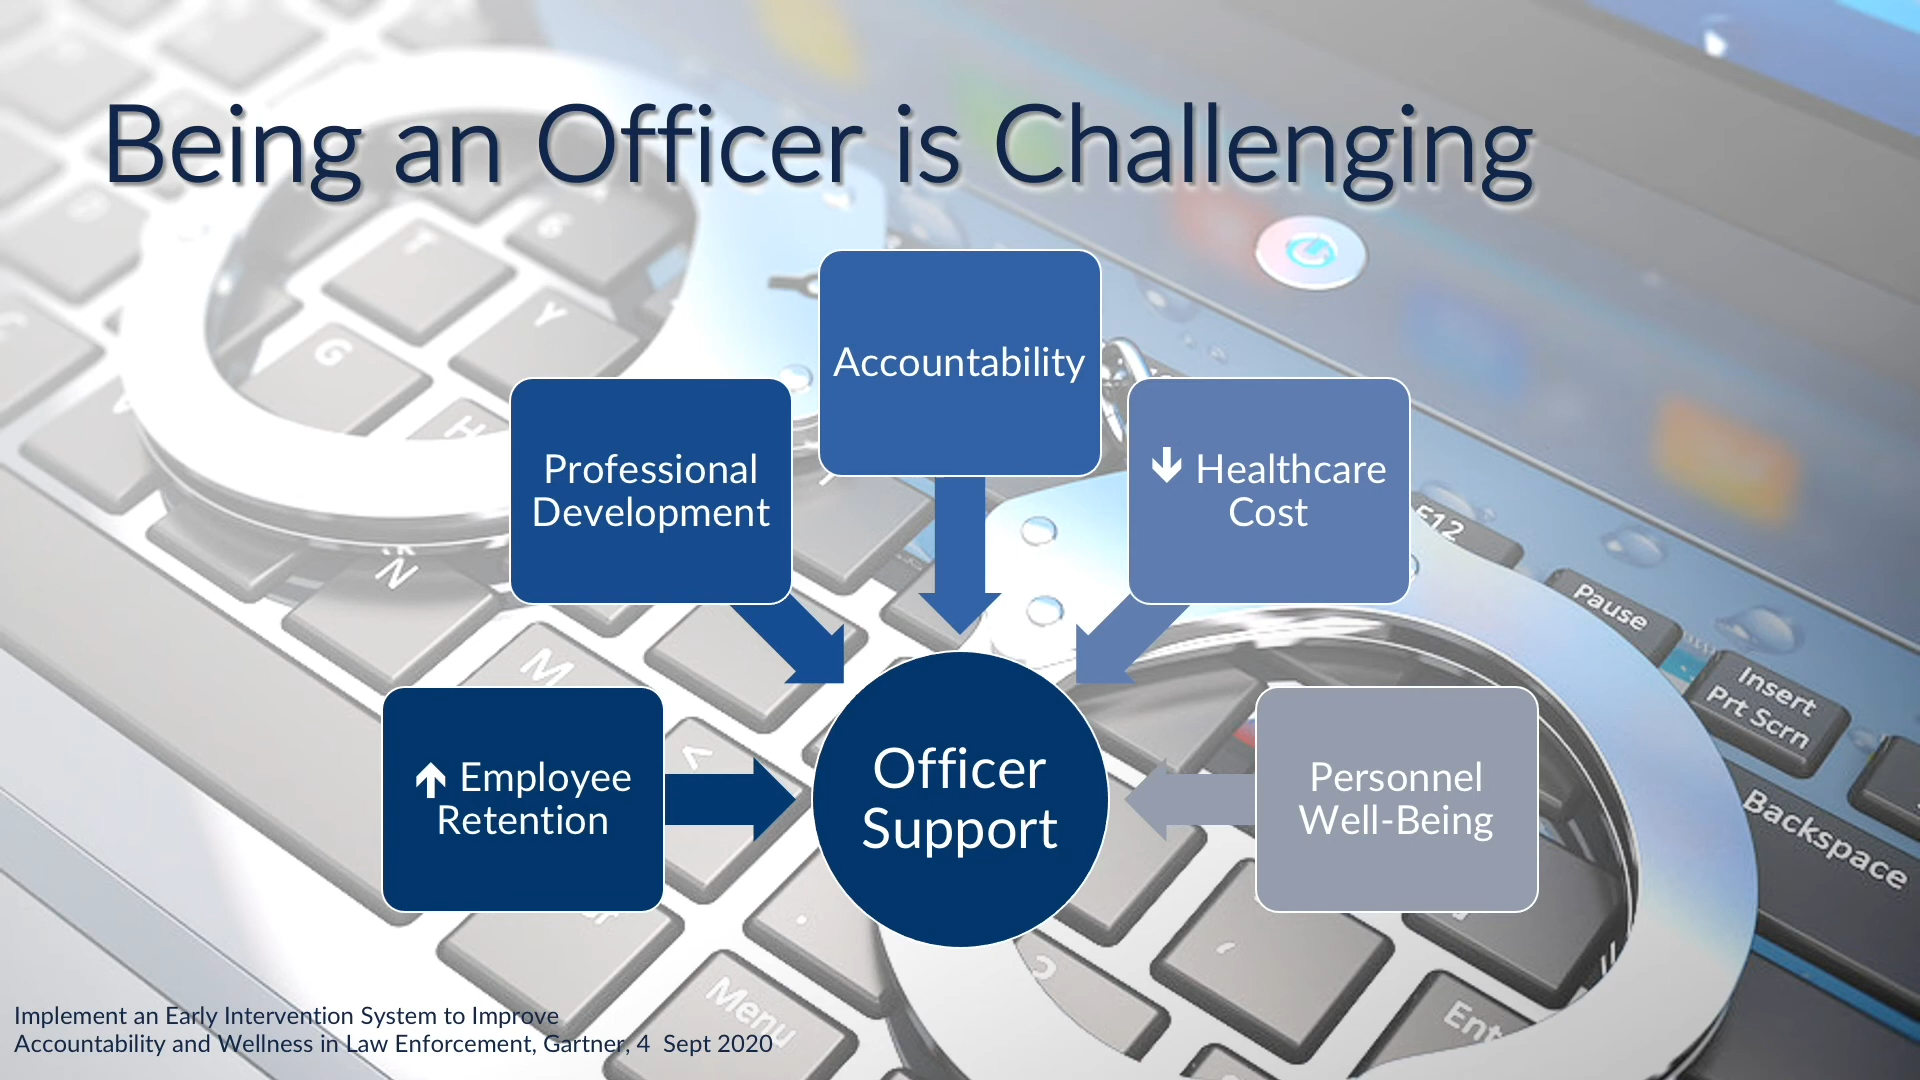 Being an Officer is Challenging
Accountability
Professional
Development
🡫 Healthcare
Cost
🡩 Employee
Retention
Officer
Support
Personnel
Well-Being
Implement an Early Intervention System to Improve
Accountability and Wellness in Law Enforcement, Gartner, 4 Sept 2020
T
6
Y
G
H
N
M
F12
Pause
Insert
Prt Scrn
Backspace
Menu
Ent